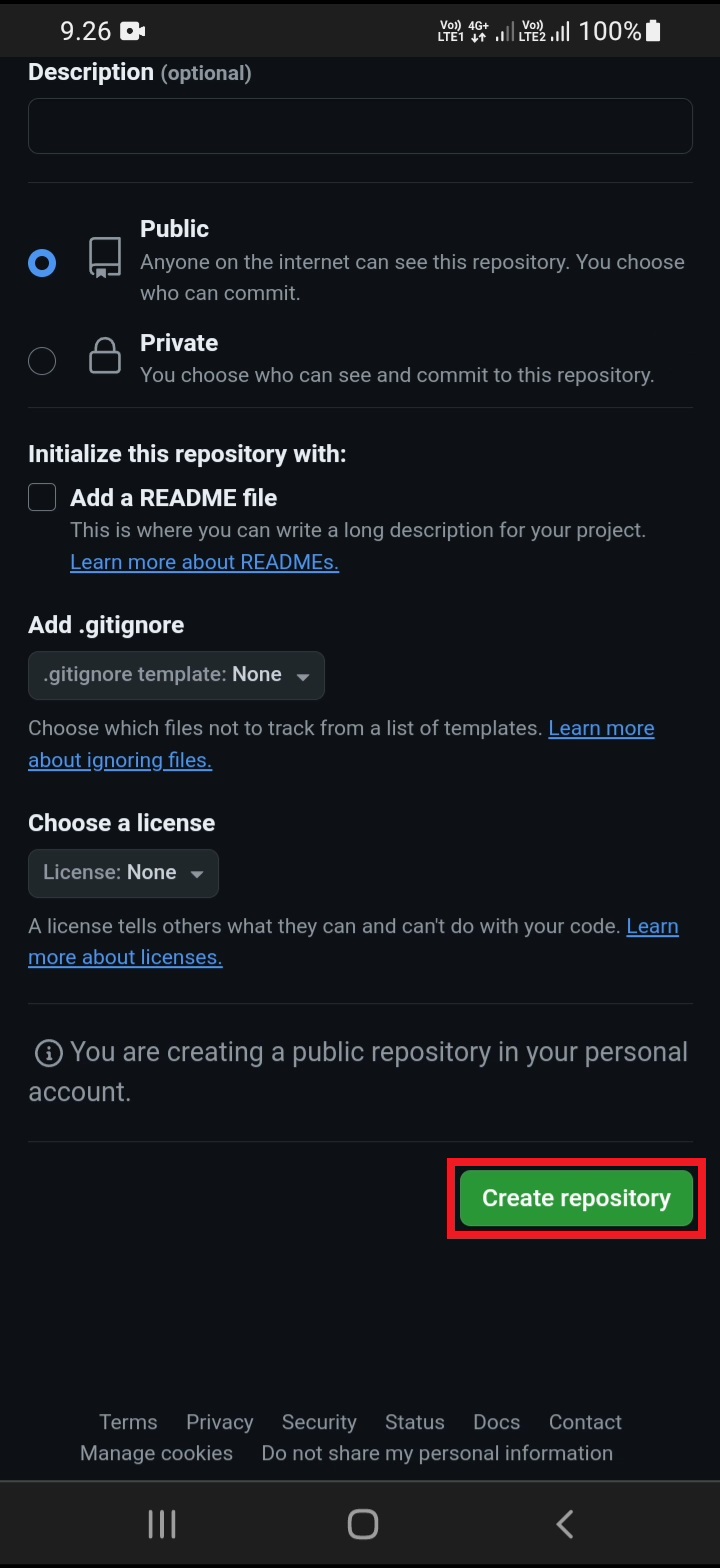 9.26 Vo) LTE1 4G+ Vo) LTE2 100%
Description (optional)
Public
Anyone on the internet can see this repository. You choose
who can commit.
Private
You choose who can see and commit to this repository.
Initialize this repository with:
Add a README file
This is where you can write a long description for your project.
Learn more about READMEs.
Add .gitignore
.gitignore template: None
Choose which files not to track from a list of templates. Learn more
about ignoring files.
Choose a license
License: None
A license tells others what they can and can't do with your code. Learn
more about licenses.
You are creating a public repository in your personal
account.
Create repository
Terms Privacy Security Status Docs Contact
Manage cookies Do not share my personal information